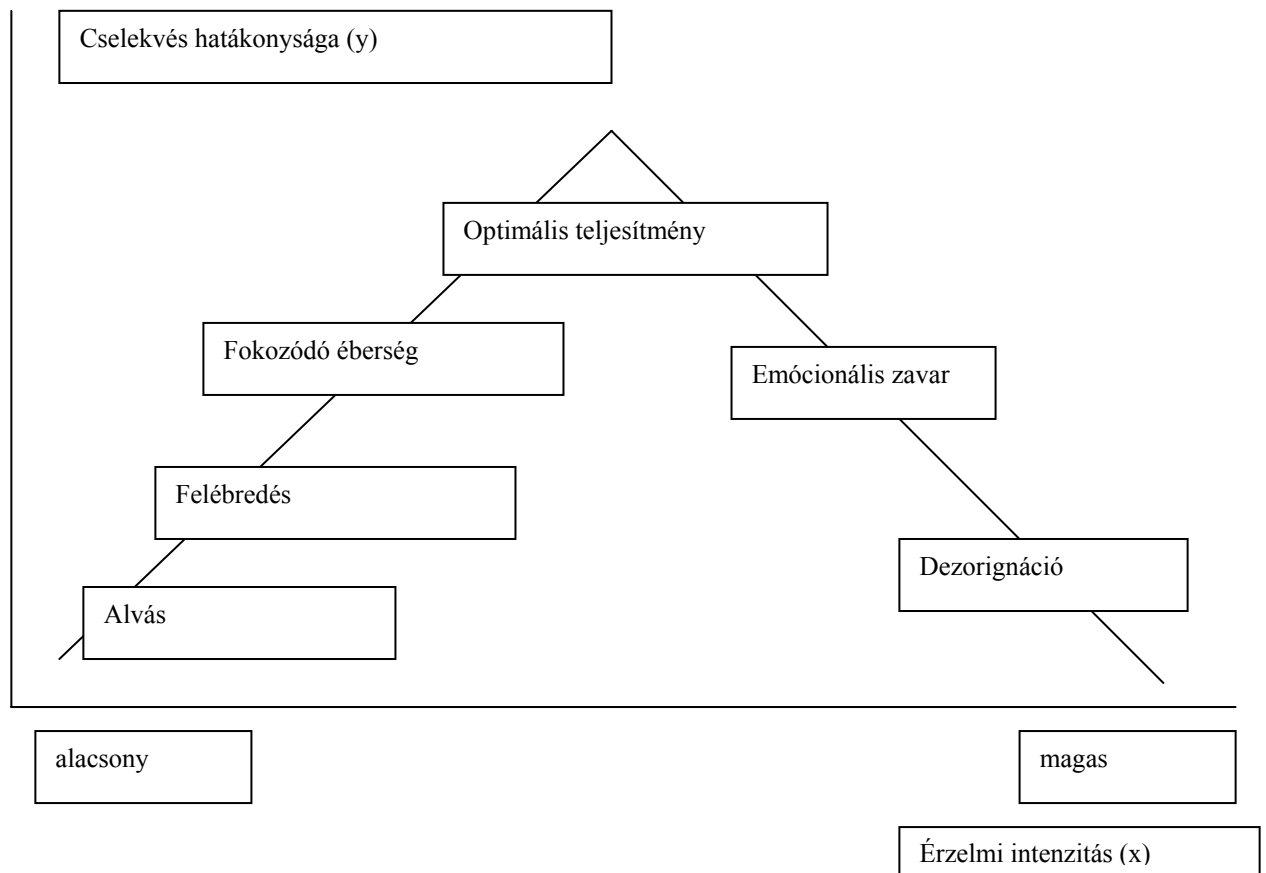 Cselekvés hatákonysága (y)
Optimális teljesítmény
Fokozódó éberség
Emócionális zavar
Felébredés
Dezorignáció
Alvás
alacsony
magas
Érzelmi intenzitás (x)